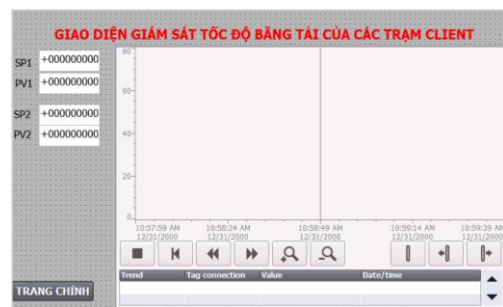 GIAO DIỆN GIÁM SÁT TỐC ĐỘ BĂNG TẢI CỦA CÁC TRẠM CLIENT
SP1 +000000000
PV1 +000000000
SP2 +000000000
PV2 +000000000
80
60
40
20
0
10:57:59 AM 10:58:24 AM 10:58:49 AM 10:59:14 AM 10:59:39 AM
12/31/2000 12/31/2000 12/31/2000 12/31/2000 12/31/2000
Trend Tag connection Value Date/time
TRANG CHÍNH